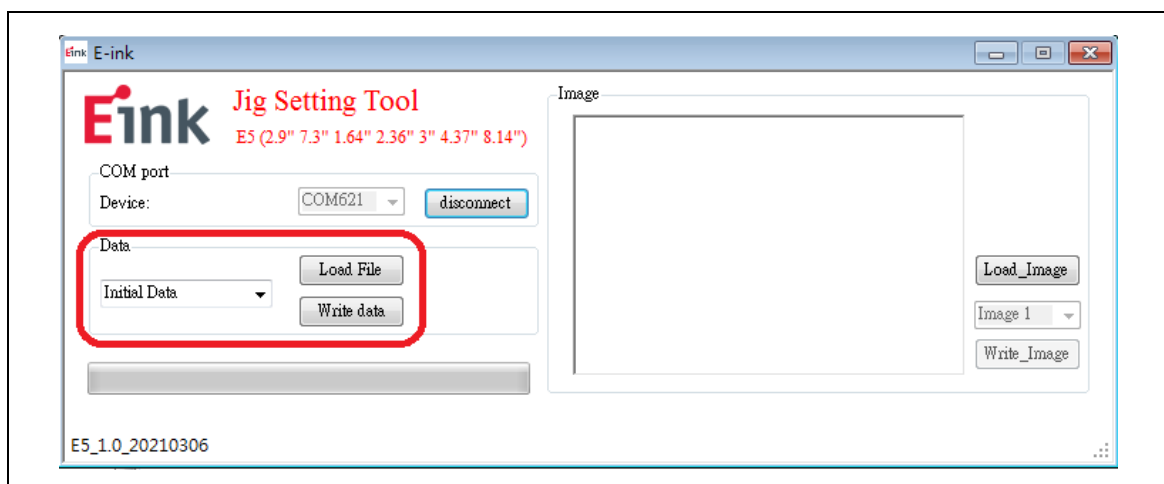 Eink E-ink
Eink
Jig Setting Tool
E5 (2.9" 7.3" 1.64" 2.36" 3" 4.37" 8.14")
COM port
Device:
COM621
disconnect
Data
Initial Data
Load File
Write data
Image
Load_Image
Image 1
Write_Image
E5_1.0_20210306